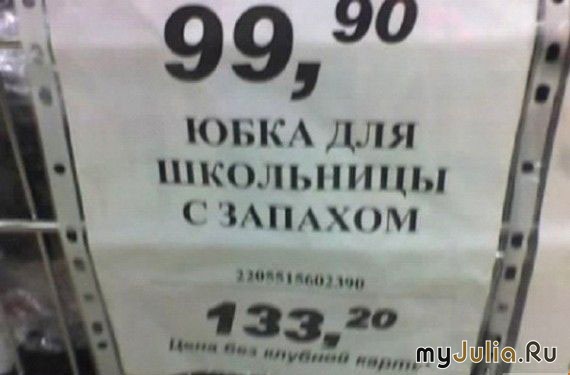 99,90
ЮБКА ДЛЯ
ШКОЛЬНИЦЫ
С ЗАПАХОМ
2205515602390
133,20
Цена без клубной карты
myJulia.Ru